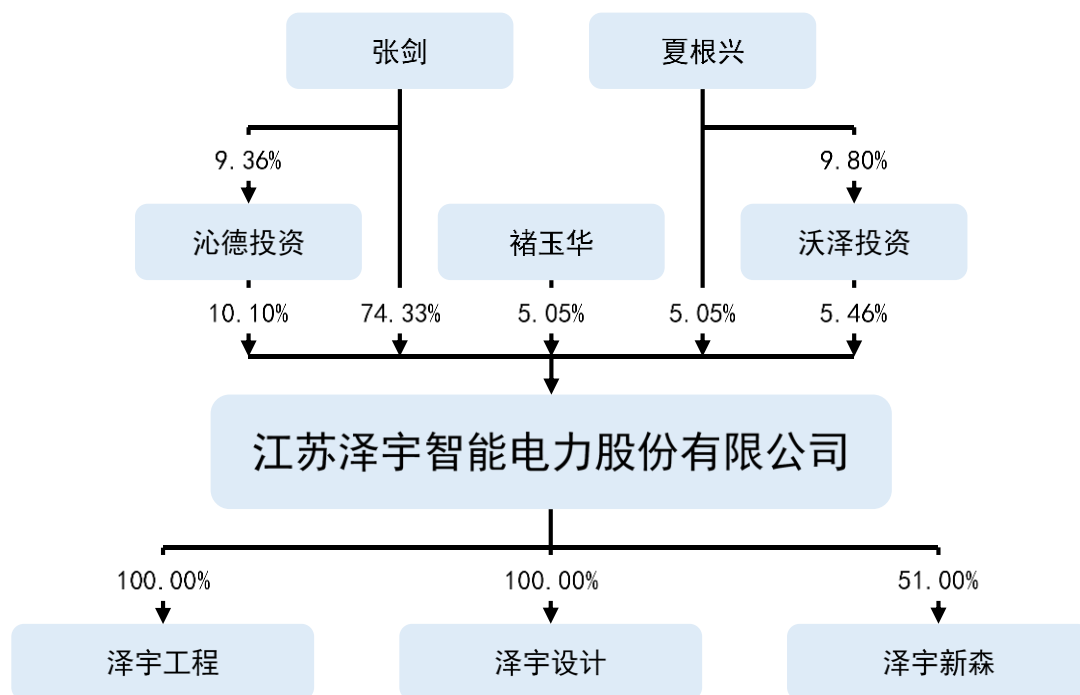 张剑
夏根兴
9.36%
9.80%
沁德投资
褚玉华
沃泽投资
10.10%
74.33%
5.05%
5.05%
5.46%
江苏泽宇智能电力股份有限公司
100.00%
100.00%
51.00%
泽宇工程
泽宇设计
泽宇新森